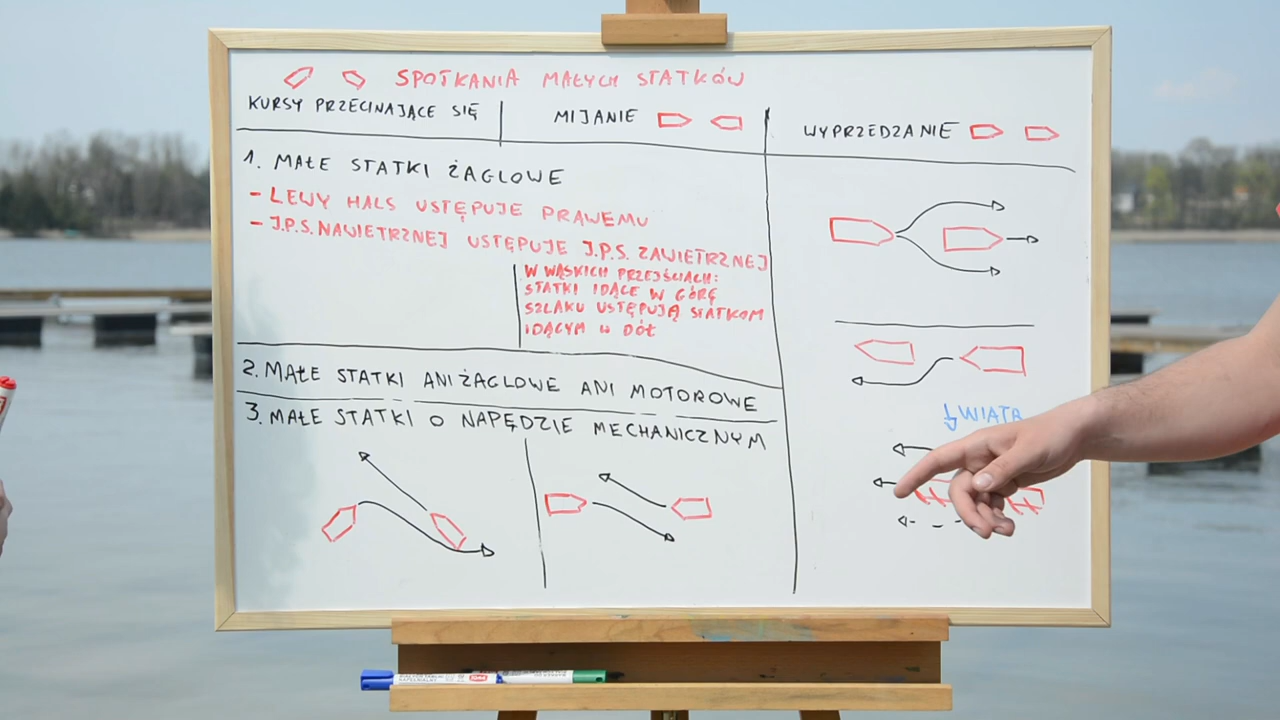 SPOTKANIA MAŁYCH STATKÓW
KURSY PRZECINAJĄCE SIĘ
MIJANIE
WYPRZEDZANIE
1. MAŁE STATKI ŻAGLOWE
- LEWY HALS USTĘPUJE PRAWEMU
- J.P.S. NAWIETRZNEJ USTĘPUJE J.P.S. ZAWIETRZNEJ
W WĄSKICH PRZEJŚCIACH:
STATKI IDĄCE W GÓRĘ
SZLAKU USTĘPUJĄ STATKOM
IDĄCYM W DÓŁ
2. MAŁE STATKI ANI ŻAGLOWE ANI MOTOROWE
3. MAŁE STATKI O NAPĘDZIE MECHANICZNYM
WIATR